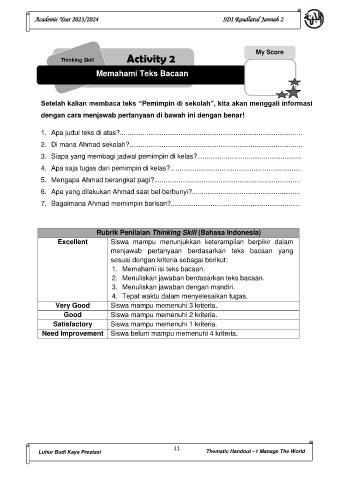 Academic Year 2023/2024
SDI Raudlatul Jannah 2
Thinking Skill
Activity 2
My Score
Memahami Teks Bacaan
Setelah kalian membaca teks “Pemimpin di sekolah”, kita akan menggali informasi
dengan cara menjawab pertanyaan di bawah ini dengan benar!
1. Apa judul teks di atas?...
2. Di mana Ahmad sekolah?...
3. Siapa yang membagi jadwal pemimpin di kelas?...
4. Apa saja tugas dari pemimpin di kelas?...
5. Mengapa Ahmad berangkat pagi?...
6. Apa yang dilakukan Ahmad saat bel berbunyi?...
7. Bagaimana Ahmad memimpin barisan?...
Rubrik Penilaian Thinking Skill (Bahasa Indonesia)
Excellent Siswa mampu menunjukkan keterampilan berpikir dalam
menjawab pertanyaan berdasarkan teks bacaan yang
sesuai dengan kriteria sebagai berikut:
1. Memahami isi teks bacaan.
2. Menuliskan jawaban berdasarkan teks bacaan.
3. Menuliskan jawaban dengan mandiri.
4. Tepat waktu dalam menyelesaikan tugas.
Very Good Siswa mampu memenuhi 3 kriteria.
Good Siswa mampu memenuhi 2 kriteria.
Satisfactory Siswa mampu memenuhi 1 kriteria.
Need Improvement Siswa belum mampu memenuhi 4 kriteria.
Luhur Budi Kaya Prestasi
11
Thematic Handout – I Manage The World